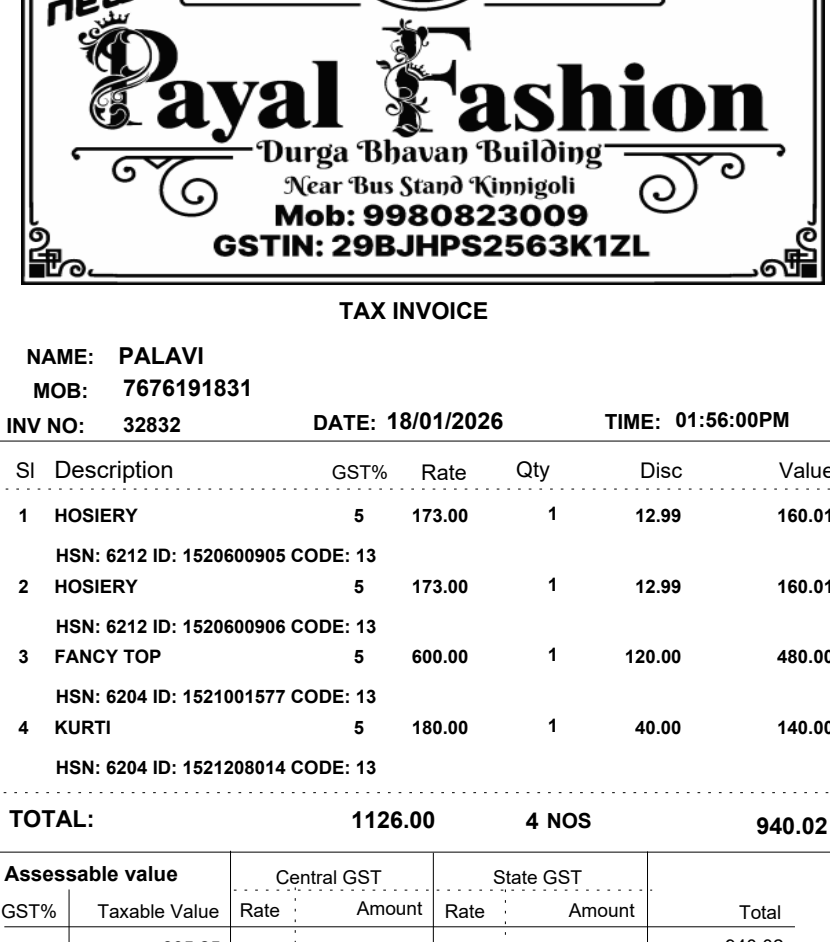 new
Payal Fashion
Durga Bhavan Building
Near Bus Stand Kinnigoli
Mob: 9980823009
GSTIN: 29BJHPS2563K1ZL
TAX INVOICE
NAME: PALAVI
MOB: 7676191831
INV NO: 32832 DATE: 18/01/2026 TIME: 01:56:00PM
Sl Description GST% Rate Qty Disc Value
1 HOSIERY 5 173.00 1 12.99 160.01
HSN: 6212 ID: 1520600905 CODE: 13
2 HOSIERY 5 173.00 1 12.99 160.01
HSN: 6212 ID: 1520600906 CODE: 13
3 FANCY TOP 5 600.00 1 120.00 480.00
HSN: 6204 ID: 1521001577 CODE: 13
4 KURTI 5 180.00 1 40.00 140.00
HSN: 6204 ID: 1521208014 CODE: 13
TOTAL: 1126.00 4 NOS 940.02
Assessable value Central GST State GST
GST% Taxable Value Rate Amount Rate Amount Total
940.02